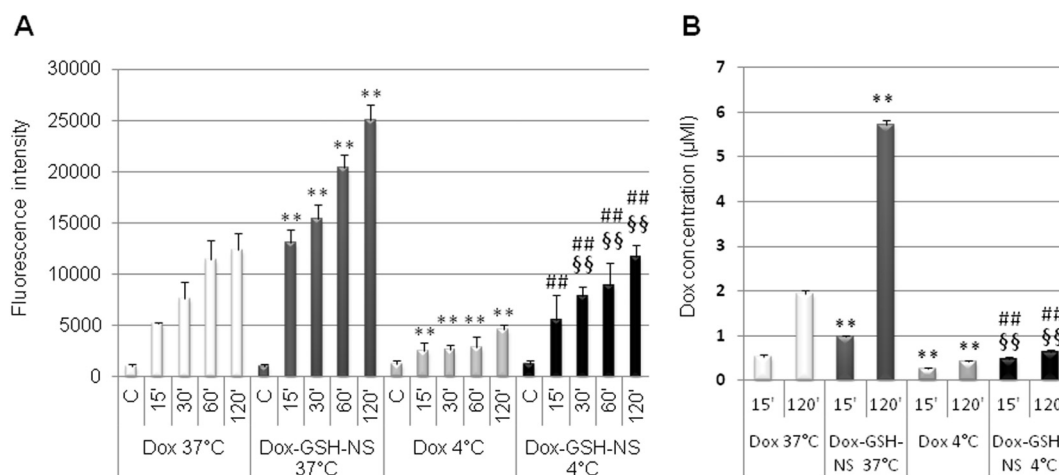 A
Fluorescence intensity
30000
25000
20000
15000
10000
5000
0
** ** ** **
** ** ** **
## ## ## ##
§§ §§ §§
C 15' 30' 60' 120' C 15' 30' 60' 120' C 15' 30' 60' 120' C 15' 30' 60' 120'
Dox 37°C Dox-GSH-NS 37°C Dox 4°C Dox-GSH-NS 4°C
B
Dox concentration (µMl)
7
6
5
4
3
2
1
0
** **
** **
## ##
§§ §§
15' 120' 15' 120' 15' 120' 15' 120'
Dox 37°C Dox-GSH- Dox 4°C Dox-GSH
NS 37°C NS 4°C